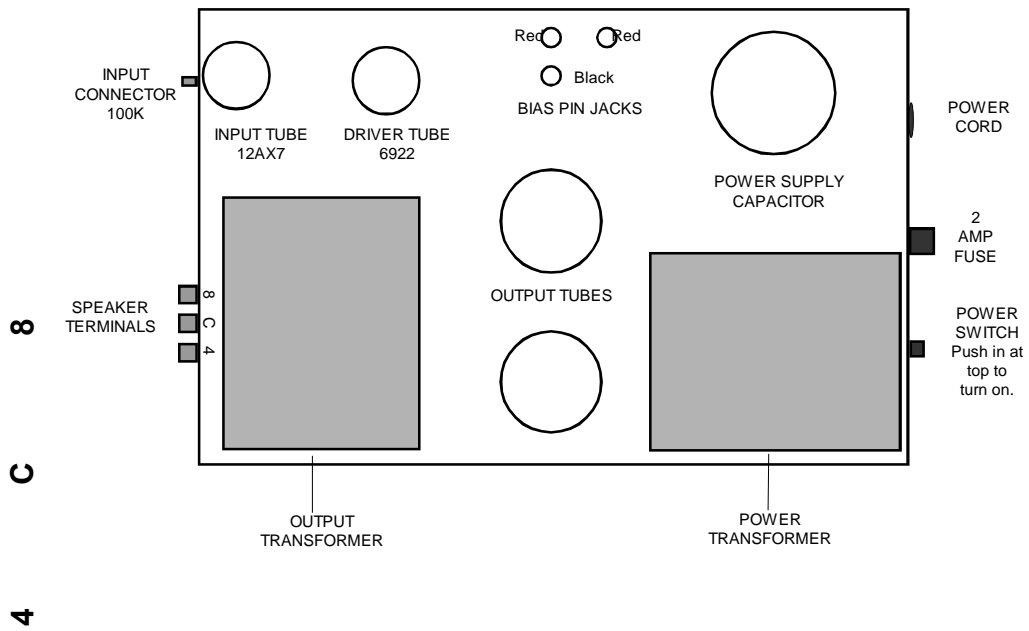 Red
Red
Black
BIAS PIN JACKS
INPUT
CONNECTOR
100K
INPUT TUBE
12AX7
DRIVER TUBE
6922
POWER
CORD
POWER SUPPLY
CAPACITOR
2
AMP
FUSE
OUTPUT TUBES
SPEAKER
TERMINALS
8
C
4
POWER
SWITCH
Push in at
top to
turn on.
8
C
4
OUTPUT
TRANSFORMER
POWER
TRANSFORMER